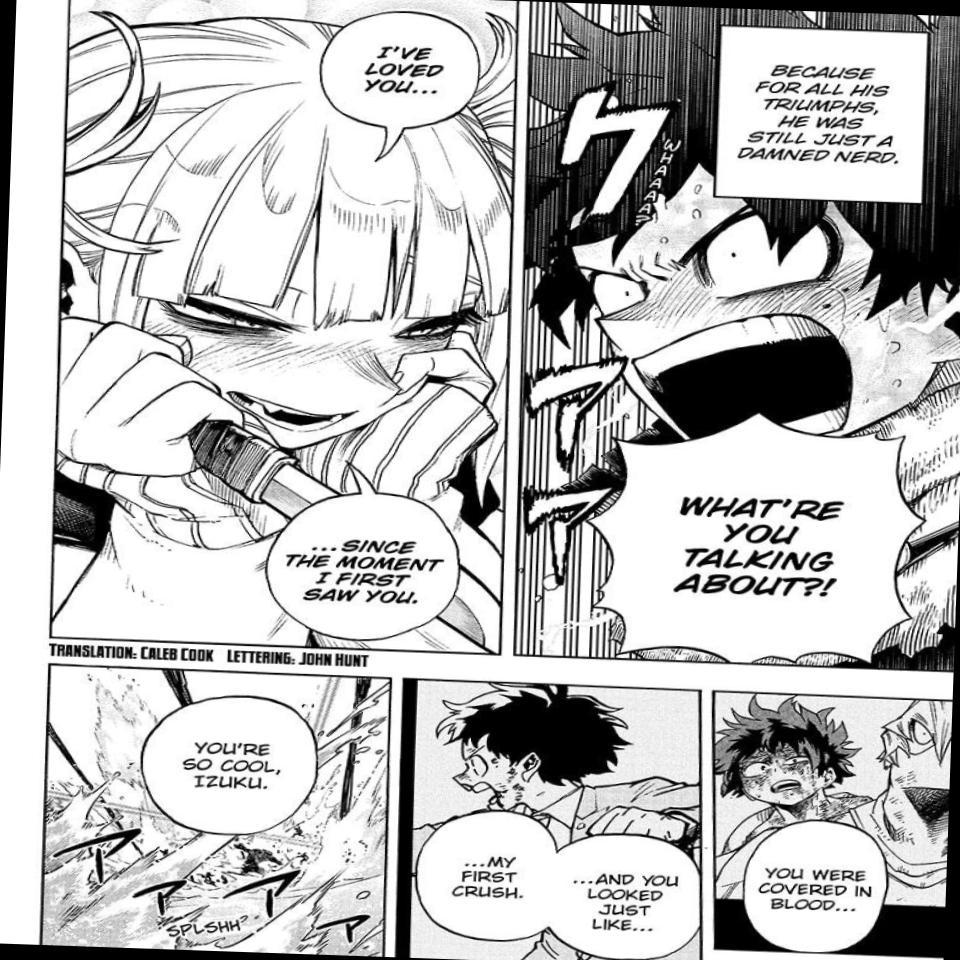 BECAUSE
FOR ALL HIS
TRIUMPHS,
HE WAS
STILL JUST A
DAMNED NERD.
WHAAAA?
WHAT'RE
YOU
TALKING
ABOUT?!
I'VE
LOVED
YOU...
...SINCE
THE MOMENT
I FIRST
SAW YOU.
TRANSLATION: CALEB COOK LETTERING: JOHN HUNT
YOU WERE
COVERED IN
BLOOD...
...AND YOU
LOOKED
JUST
LIKE...
...MY
FIRST
CRUSH.
YOU'RE
SO COOL,
IZUKU.
SPLSHH